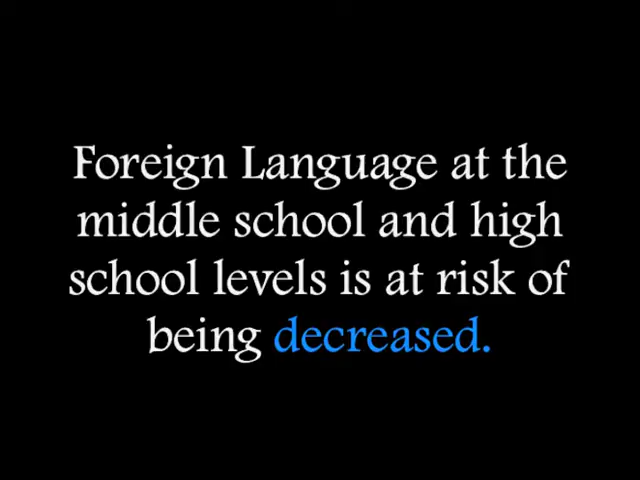 Foreign Language at the
middle school and high
school levels is at risk of
being decreased.